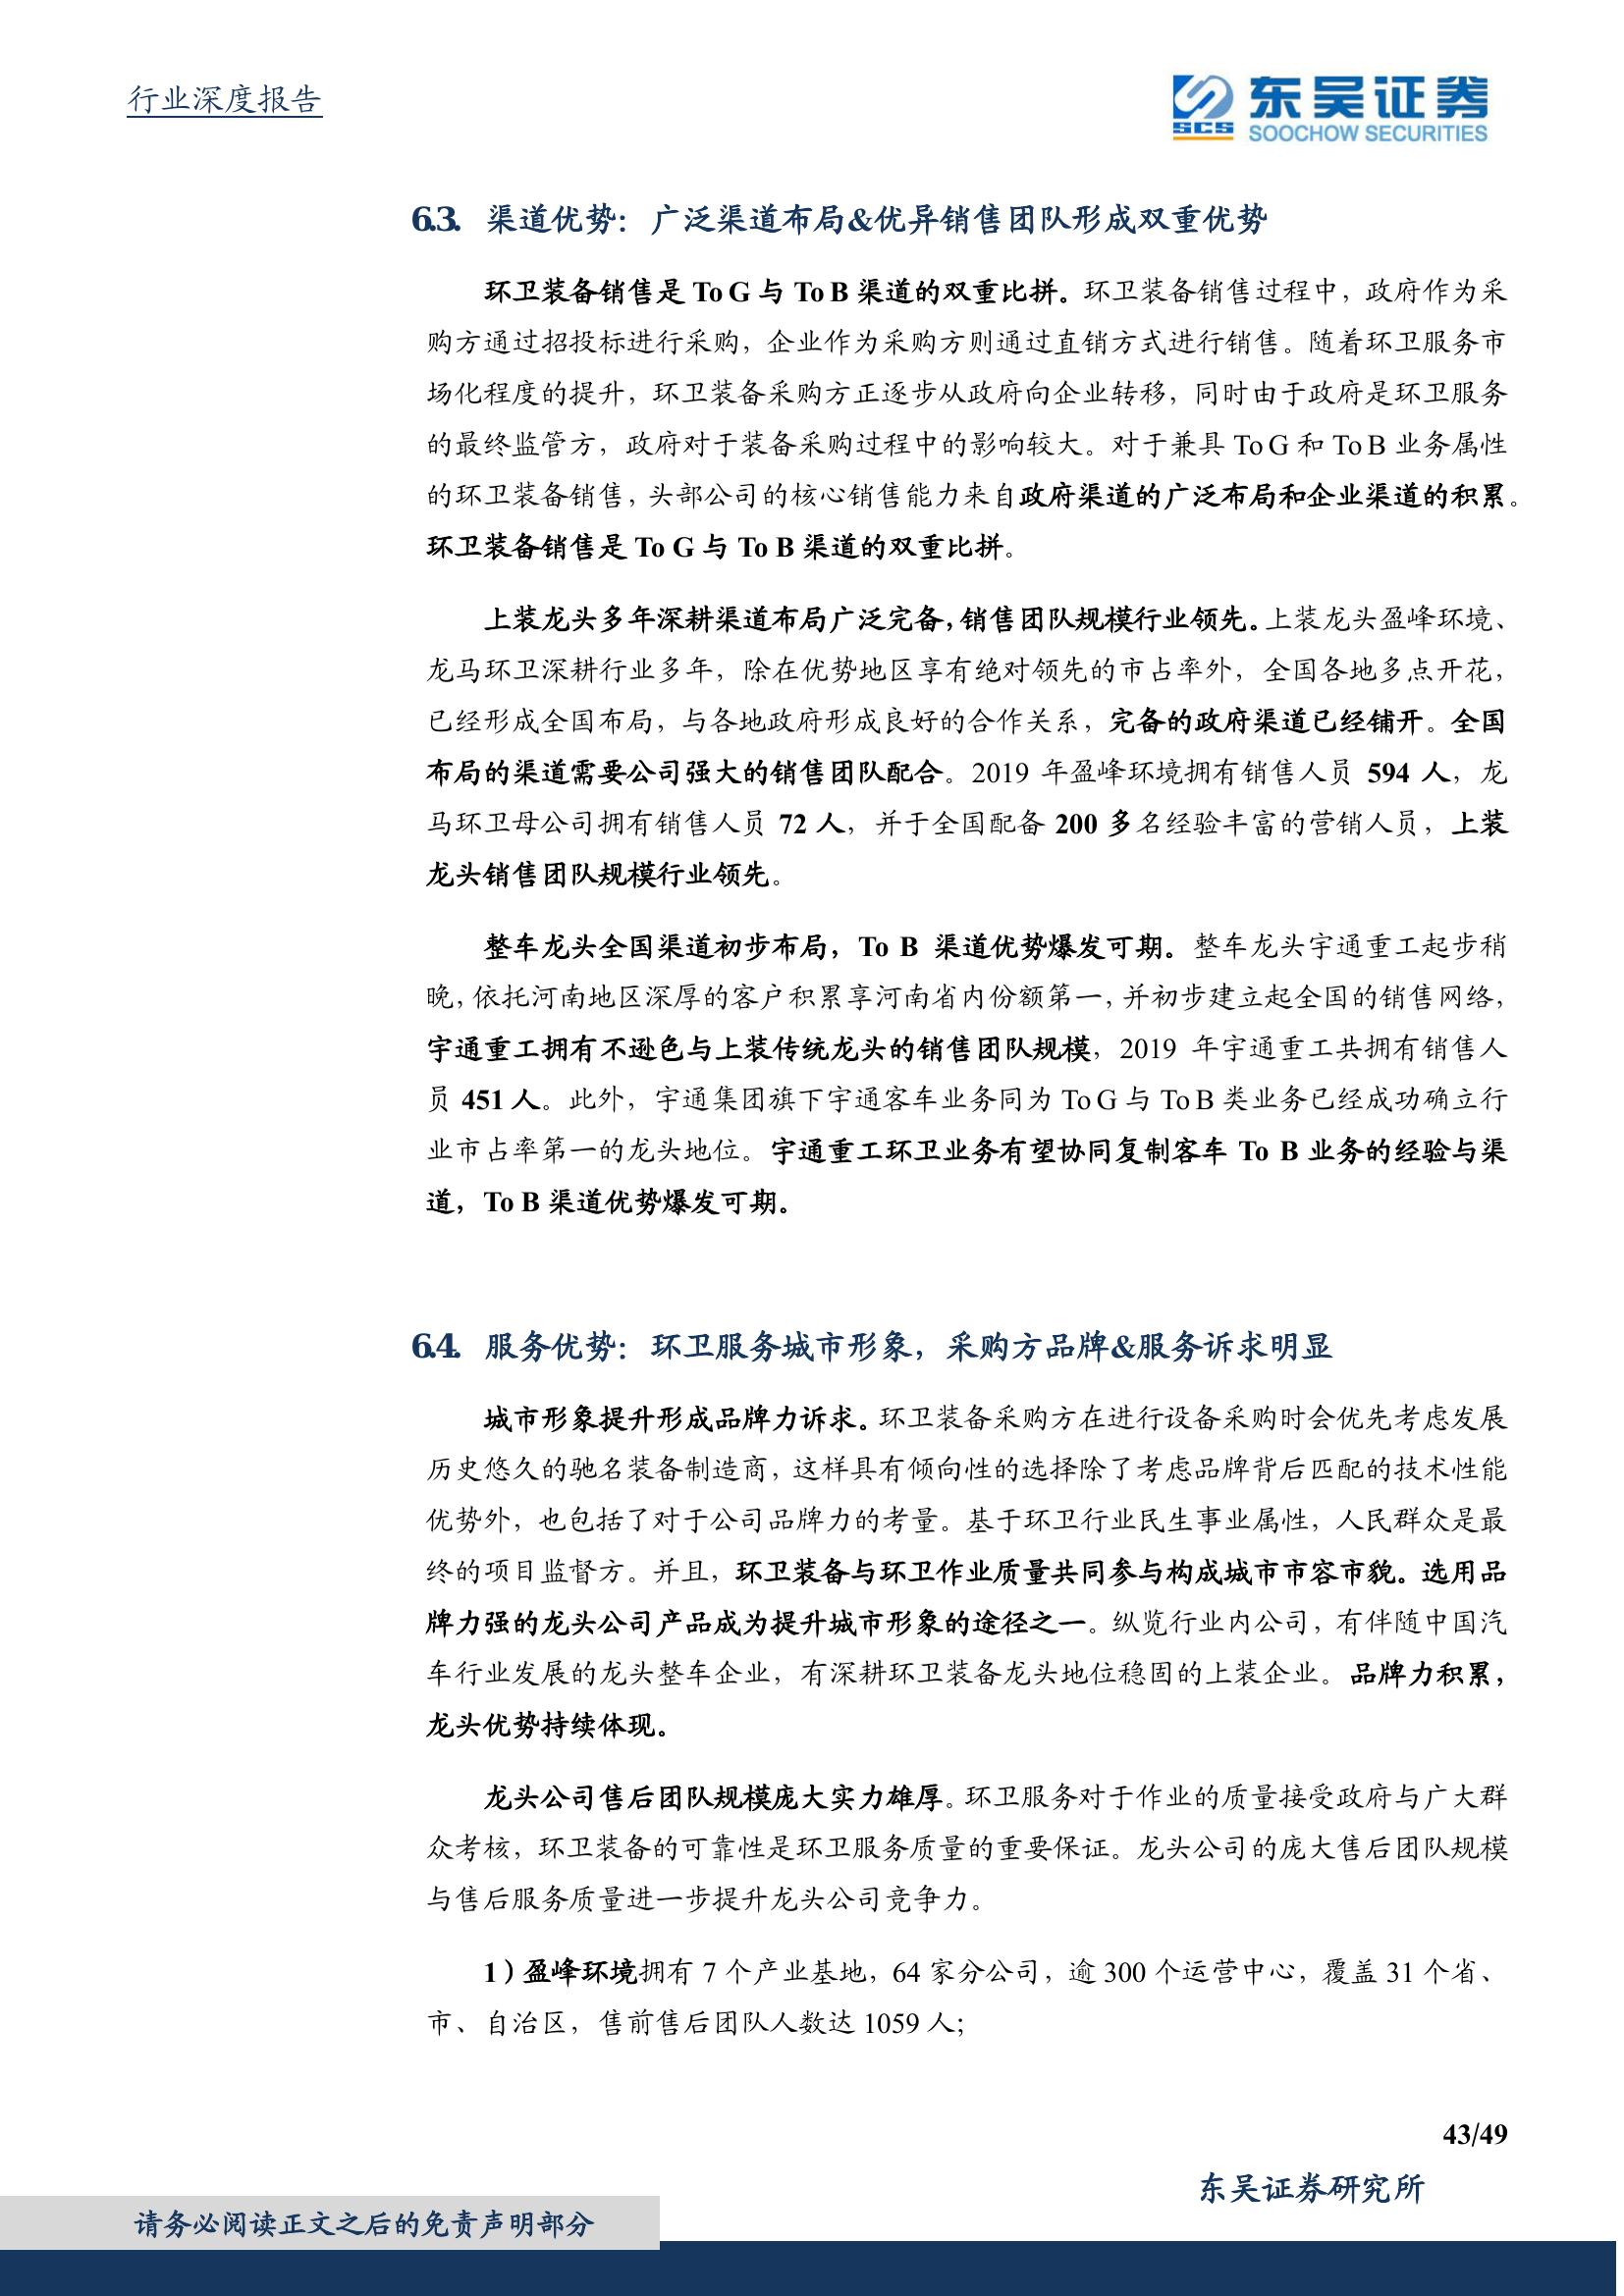 行业深度报告
SCS 东吴证券
SOOCHOW SECURITIES
6.3. 渠道优势：广泛渠道布局&优异销售团队形成双重优势
环卫装备销售是 To G 与 To B 渠道的双重比拼。环卫装备销售过程中，政府作为采
购方通过招投标进行采购，企业作为采购方则通过直销方式进行销售。随着环卫服务市
场化程度的提升，环卫装备采购方正逐步从政府向企业转移，同时由于政府是环卫服务
的最终监管方，政府对于装备采购过程中的影响较大。对于兼具 To G 和 To B 业务属性
的环卫装备销售，头部公司的核心销售能力来自政府渠道的广泛布局和企业渠道的积累。
环卫装备销售是 To G 与 To B 渠道的双重比拼。
上装龙头多年深耕渠道布局广泛完备，销售团队规模行业领先。上装龙头盈峰环境、
龙马环卫深耕行业多年，除在优势地区享有绝对领先的市占率外，全国各地多点开花，
已经形成全国布局，与各地政府形成良好的合作关系，完备的政府渠道已经铺开。全国
布局的渠道需要公司强大的销售团队配合。2019 年盈峰环境拥有销售人员 594 人，龙
马环卫母公司拥有销售人员 72 人，并于全国配备 200 多名经验丰富的营销人员，上装
龙头销售团队规模行业领先。
整车龙头全国渠道初步布局，To B 渠道优势爆发可期。整车龙头宇通重工起步稍
晚，依托河南地区深厚的客户积累享河南省内份额第一，并初步建立起全国的销售网络，
宇通重工拥有不逊色与上装传统龙头的销售团队规模，2019 年宇通重工共拥有销售人
员 451 人。此外，宇通集团旗下宇通客车业务同为 To G 与 To B 类业务已经成功确立行
业市占率第一的龙头地位。宇通重工环卫业务有望协同复制客车 To B 业务的经验与渠
道，To B 渠道优势爆发可期。
6.4. 服务优势：环卫服务城市形象，采购方品牌&服务诉求明显
城市形象提升形成品牌力诉求。环卫装备采购方在进行设备采购时会优先考虑发展
历史悠久的驰名装备制造商，这样具有倾向性的选择除了考虑品牌背后匹配的技术性能
优势外，也包括了对于公司品牌力的考量。基于环卫行业民生事业属性，人民群众是最
终的项目监督方。并且，环卫装备与环卫作业质量共同参与构成城市市容市貌。选用品
牌力强的龙头公司产品成为提升城市形象的途径之一。纵览行业内公司，有伴随中国汽
车行业发展的龙头整车企业，有深耕环卫装备龙头地位稳固的上装企业。品牌力积累，
龙头优势持续体现。
龙头公司售后团队规模庞大实力雄厚。环卫服务对于作业的质量接受政府与广大群
众考核，环卫装备的可靠性是环卫服务质量的重要保证。龙头公司的庞大售后团队规模
与售后服务质量进一步提升龙头公司竞争力。
1）盈峰环境拥有 7 个产业基地，64 家分公司，逾 300 个运营中心，覆盖 31 个省、
市、自治区，售前售后团队人数达 1059 人；
43/49
东吴证券研究所
请务必阅读正文之后的免责声明部分